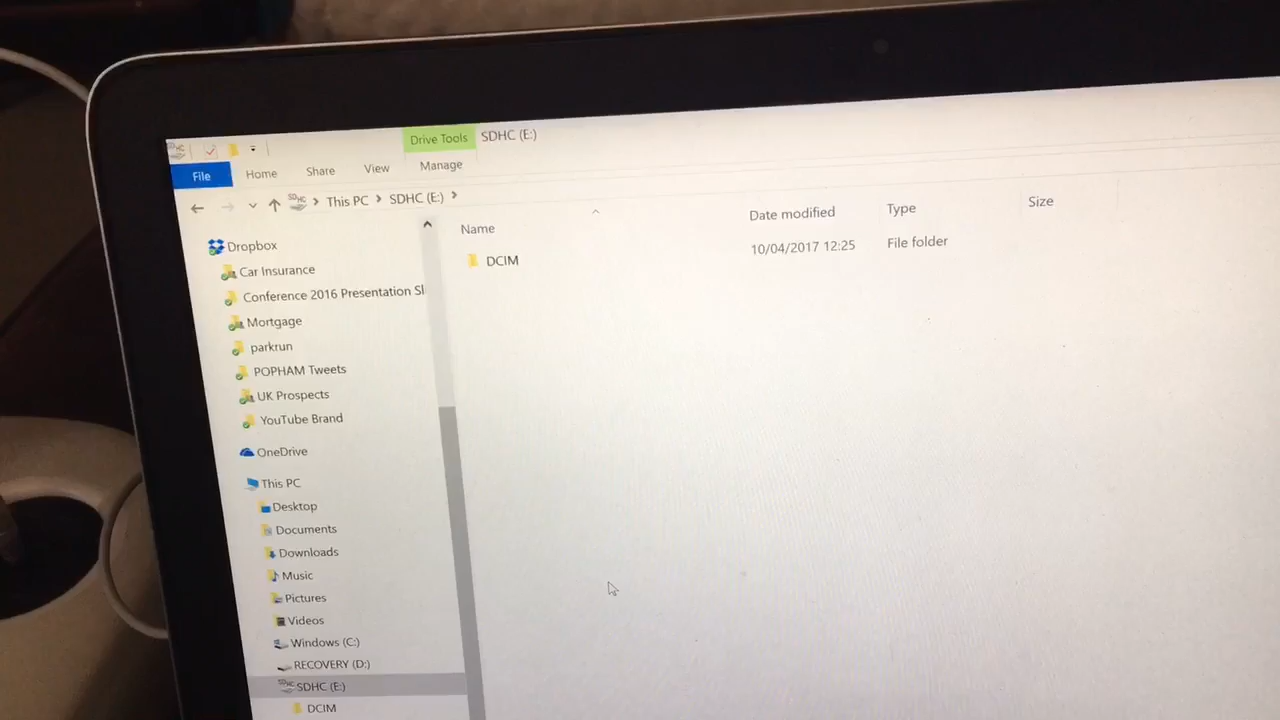 Drive Tools SDHC (E:)
File Home Share View Manage
This PC SDHC (E:)
Name Date modified Type Size
DCIM 10/04/2017 12:25 File folder
Dropbox
Car Insurance
Conference 2016 Presentation Sl
Mortgage
parkrun
POPHAM Tweets
UK Prospects
YouTube Brand
OneDrive
This PC
Desktop
Documents
Downloads
Music
Pictures
Videos
Windows (C:)
RECOVERY (D:)
SDHC (E:)
DCIM